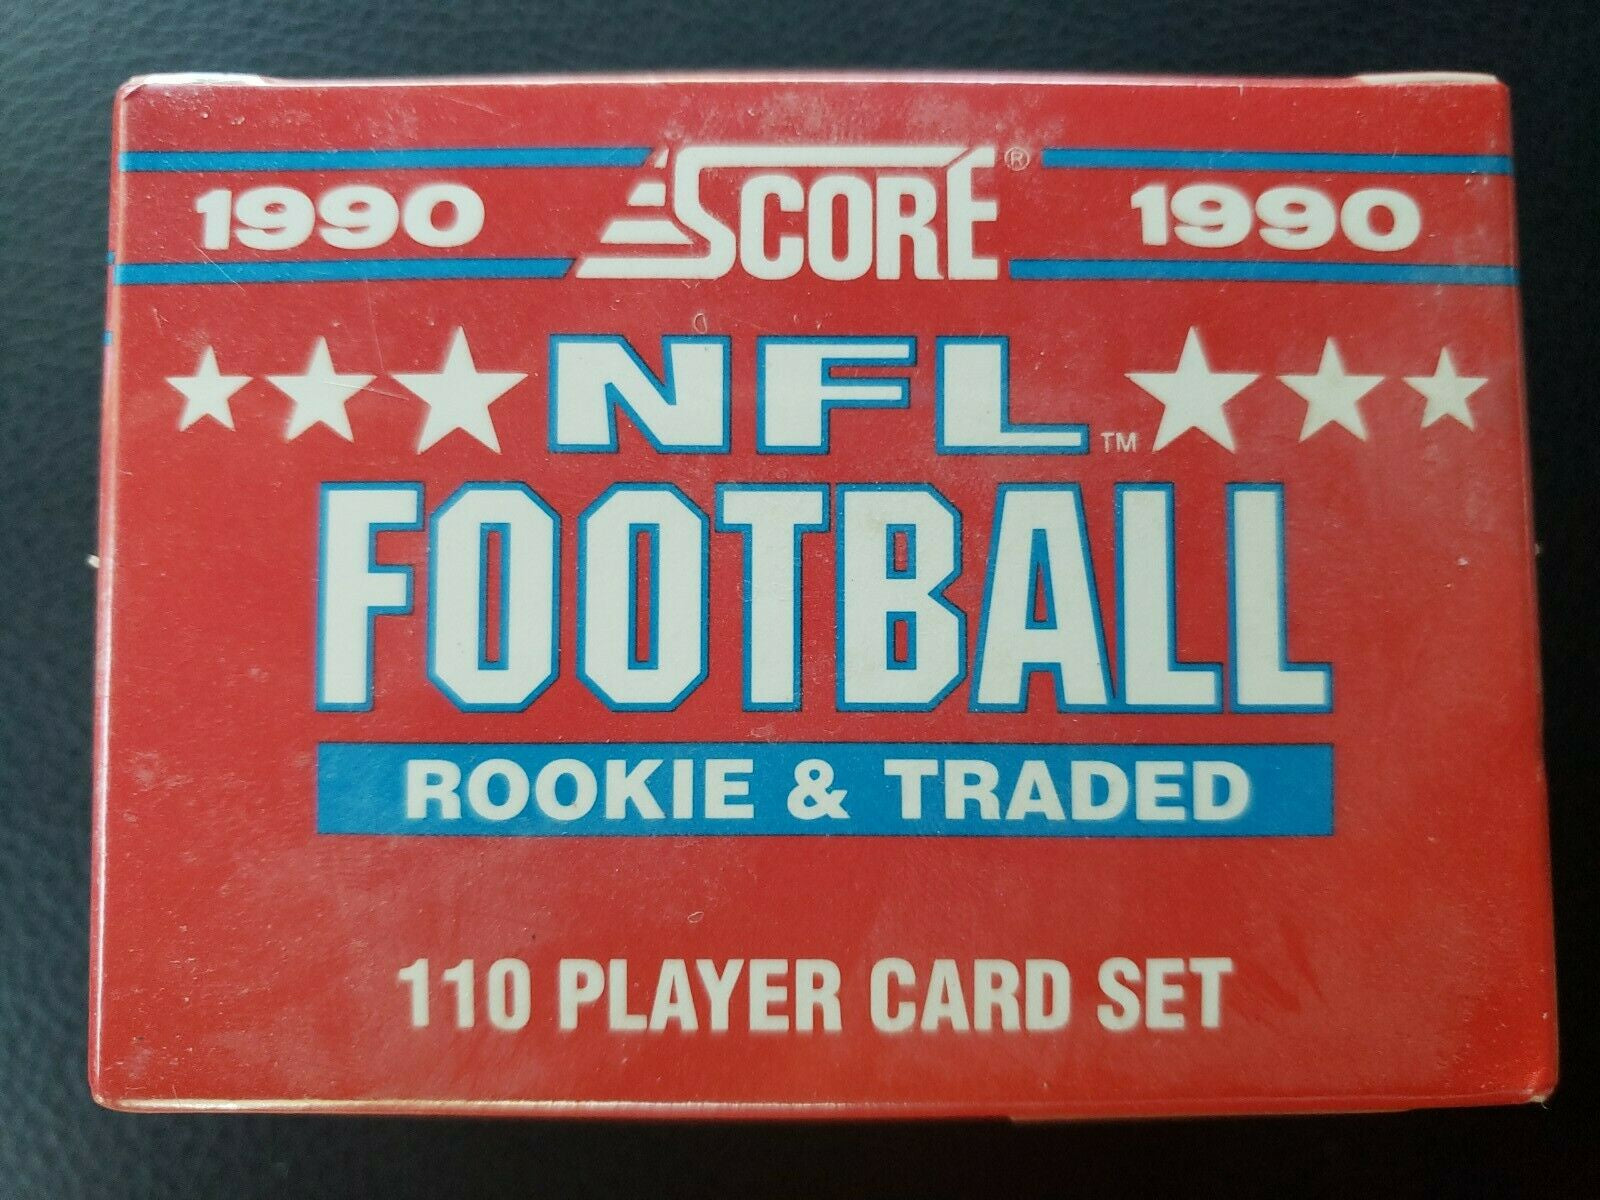 1990 SCORE® 1990
NFL™
FOOTBALL
ROOKIE & TRADED
110 PLAYER CARD SET